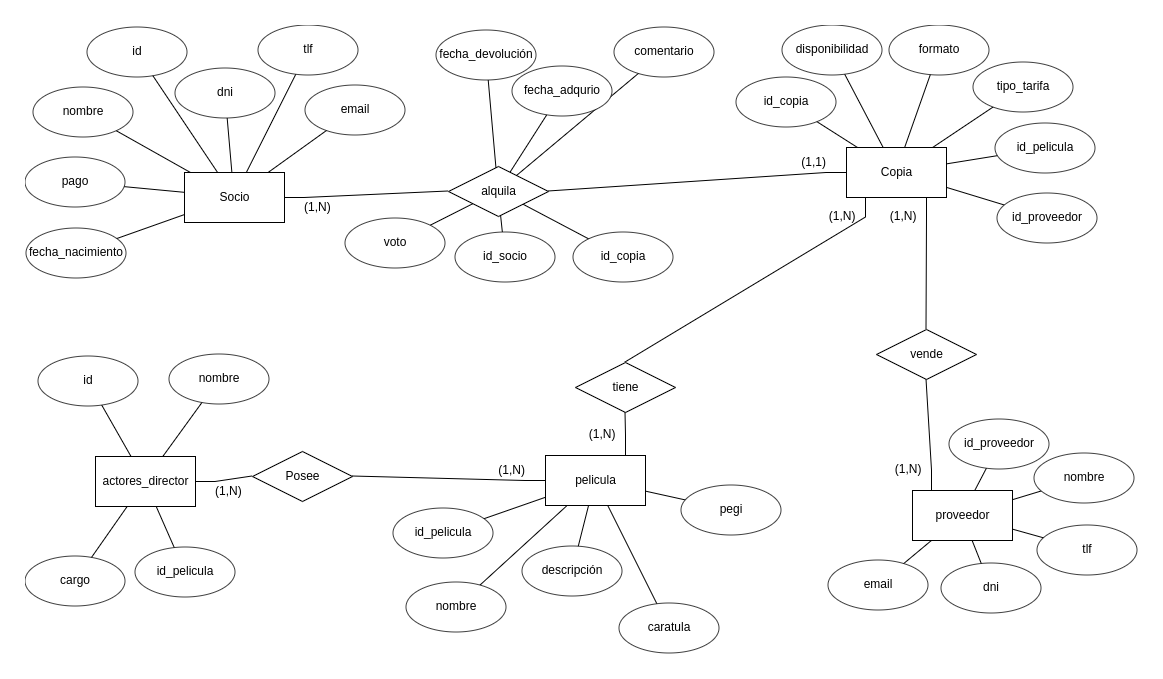 id
tlf
fecha_devolución
comentario
disponibilidad
formato
dni
fecha_adqurio
tipo_tarifa
nombre
email
id_copia
id_pelicula
pago
Socio
alquila
(1,1)
Copia
(1,N)
(1,N)
(1,N)
id_proveedor
fecha_nacimiento
voto
id_socio
id_copia
vende
id
nombre
tiene
(1,N)
id_proveedor
actores_director
Posee
(1,N)
pelicula
(1,N)
nombre
(1,N)
pegi
proveedor
id_pelicula
tlf
cargo
id_pelicula
descripción
email
dni
nombre
caratula